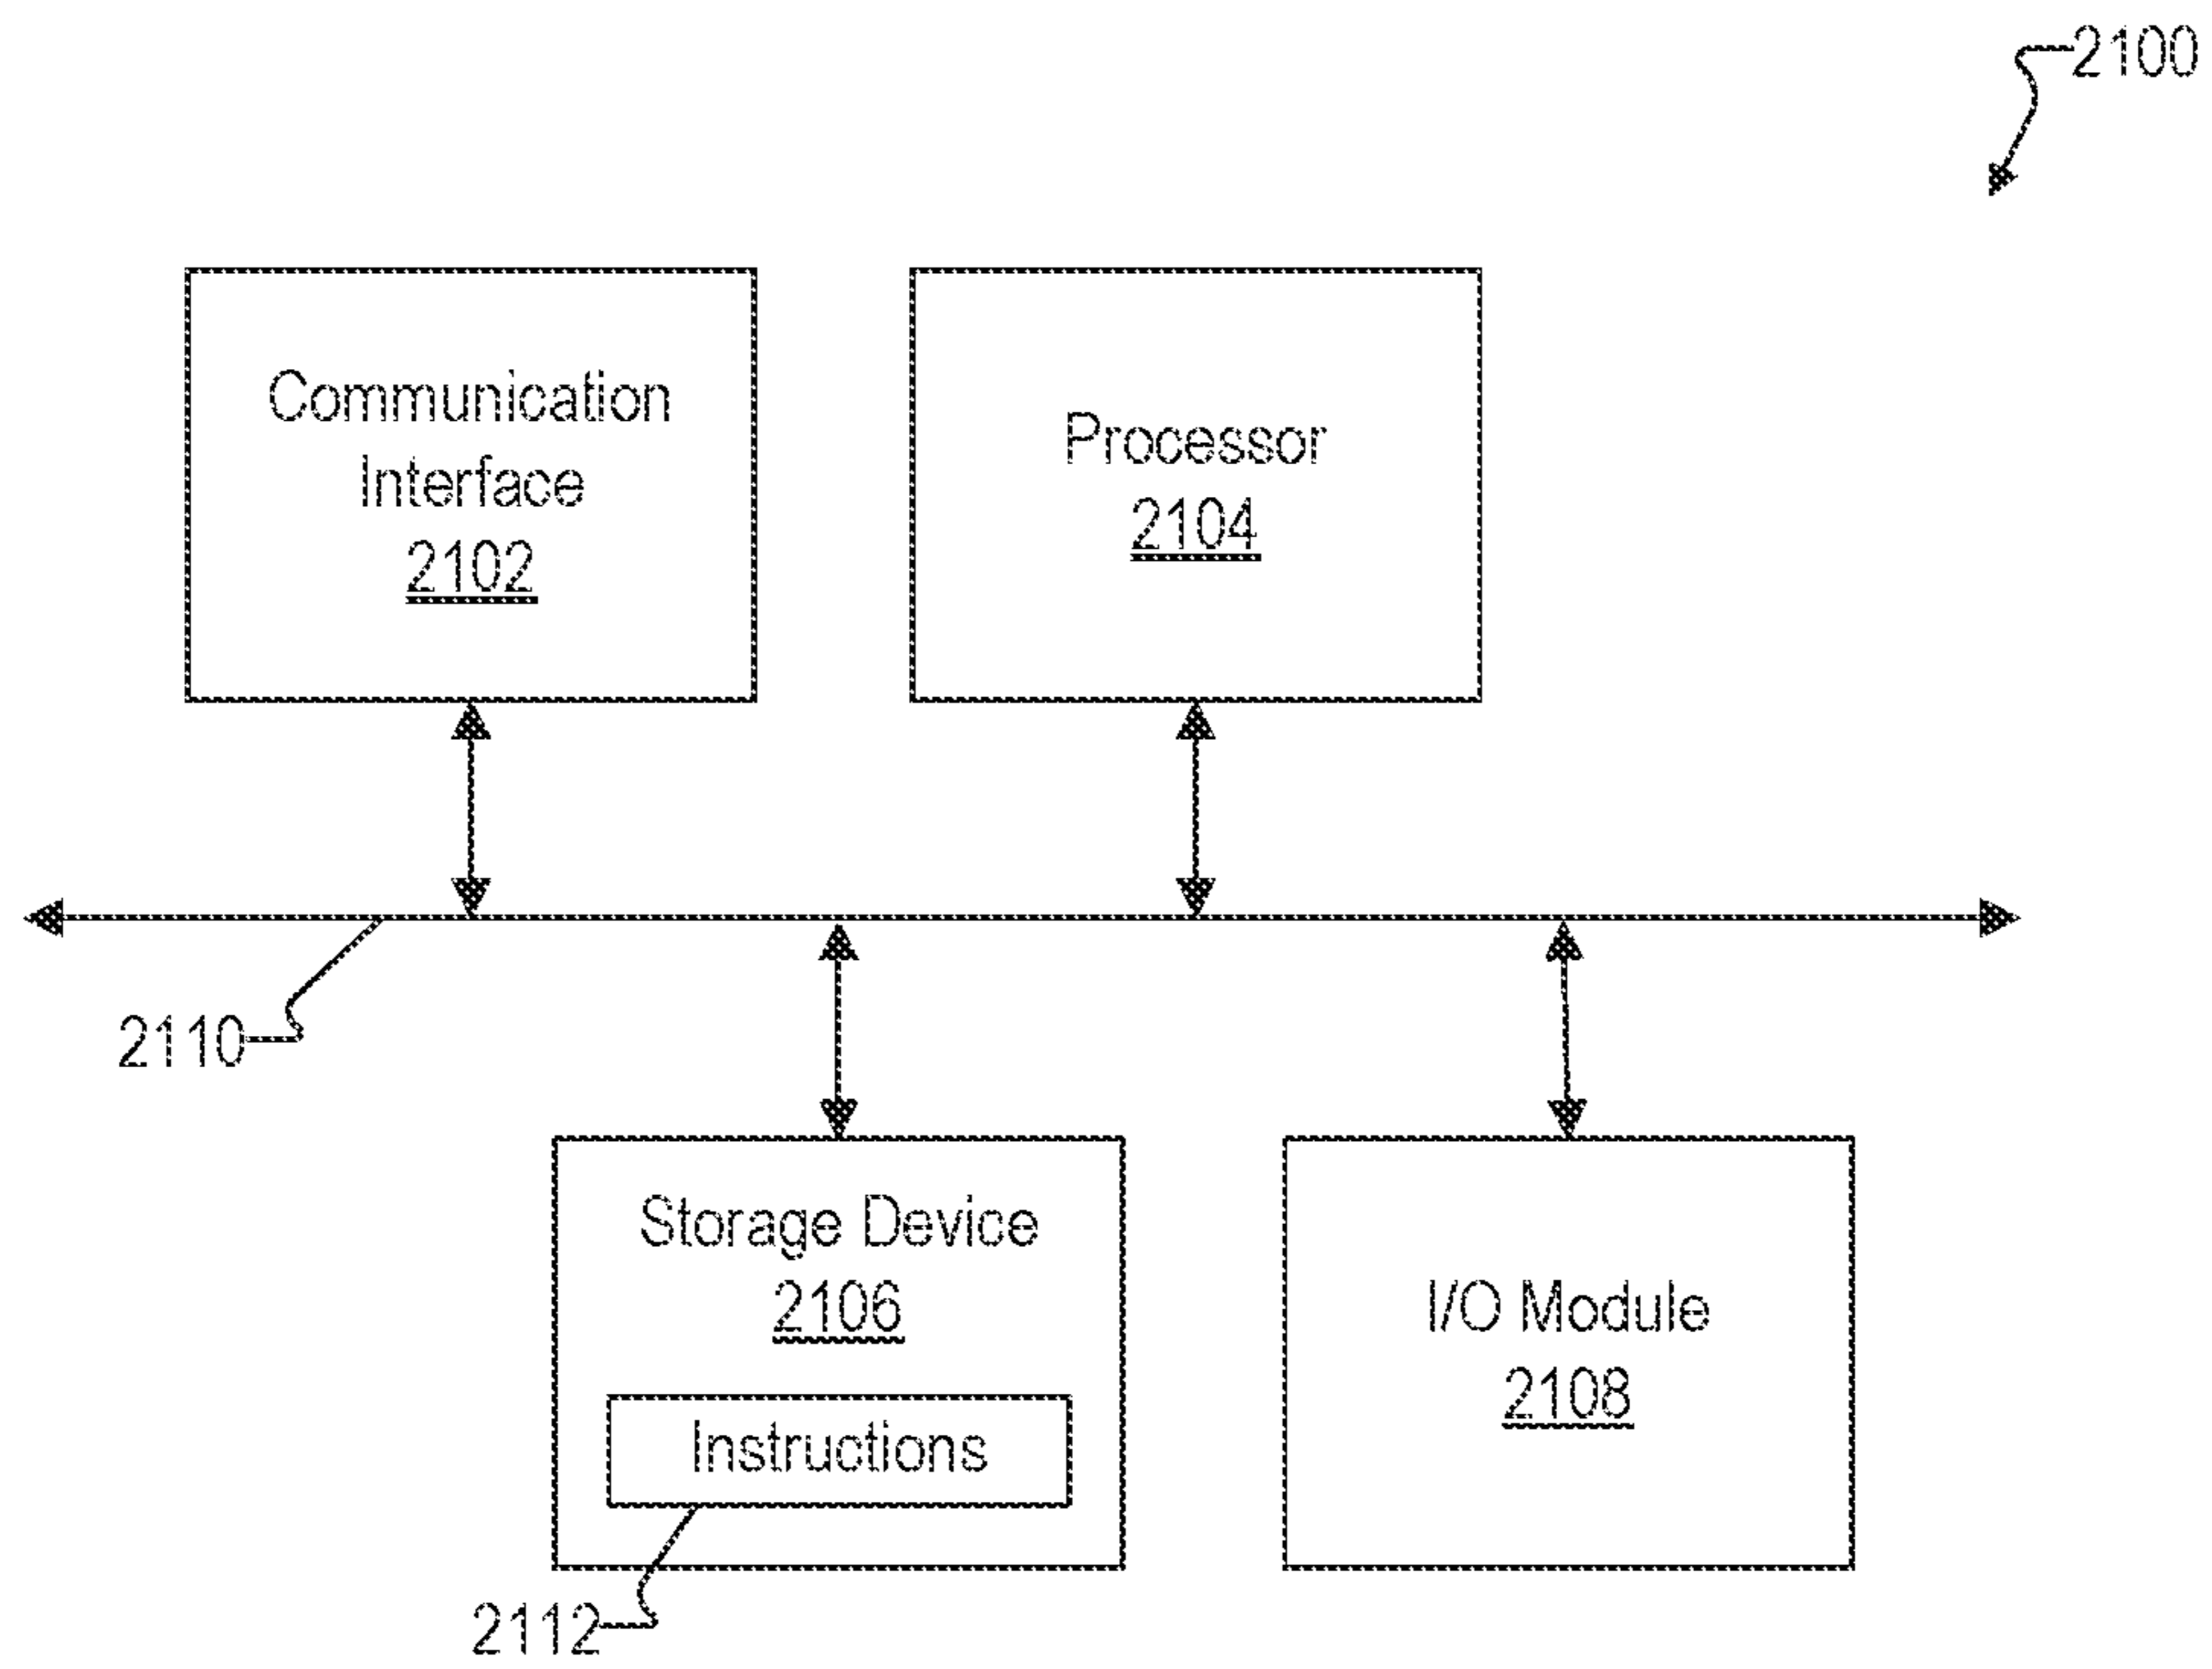 2100
Communication
Interface
2102
Processor
2104
2110
Storage Device
2106
Instructions
2112
I/O Module
2108